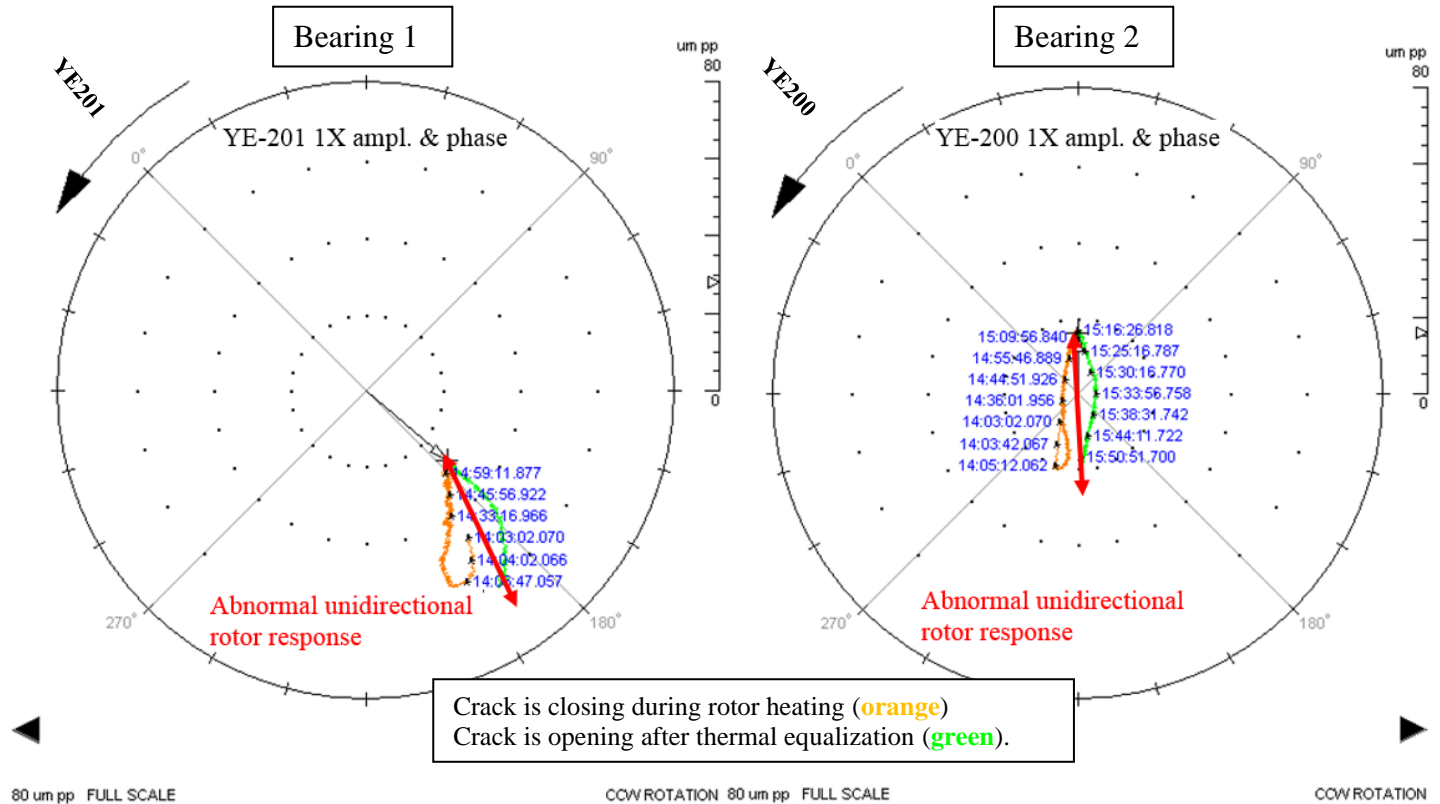 Bearing 1
um pp
80
YE201
YE-201 1X ampl. & phase
0°
90°
0
14:59:11.877
14:45:56.922
14:33:16.966
14:03:02.070
14:04:02.066
Abnormal unidirectional
rotor response
270°
180°
80 um pp FULL SCALE
CCW ROTATION
Bearing 2
um pp
80
YE200
YE-200 1X ampl. & phase
0°
90°
0
15:09:56.840
14:55:46.889
14:44:51.926
14:36:01.956
14:03:02.070
14:03:42.067
14:05:12.062
15:16:26.818
15:25:16.787
15:30:16.770
15:33:56.758
15:38:31.742
15:44:11.722
15:50:51.700
Abnormal unidirectional
rotor response
270°
180°
Crack is closing during rotor heating (orange)
Crack is opening after thermal equalization (green).
80 um pp FULL SCALE
CCW ROTATION